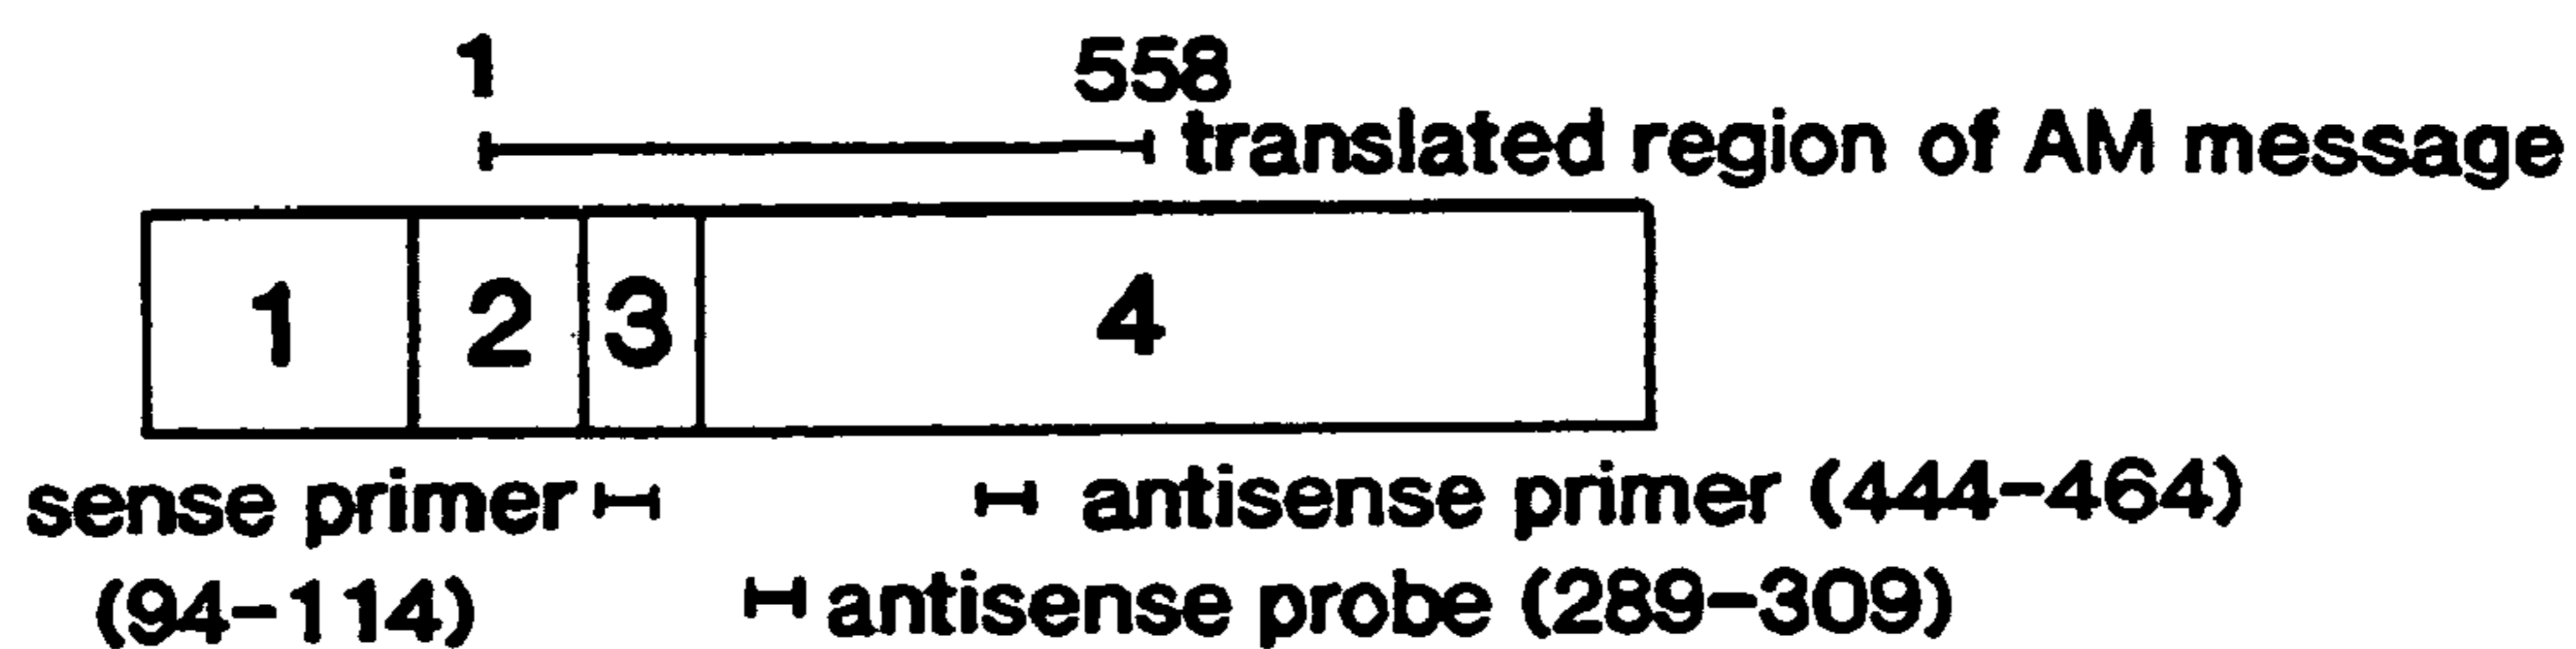 1 558
translated region of AM message
1 2 3 4
sense primer antisense primer (444-464)
(94-114) antisense probe (289-309)